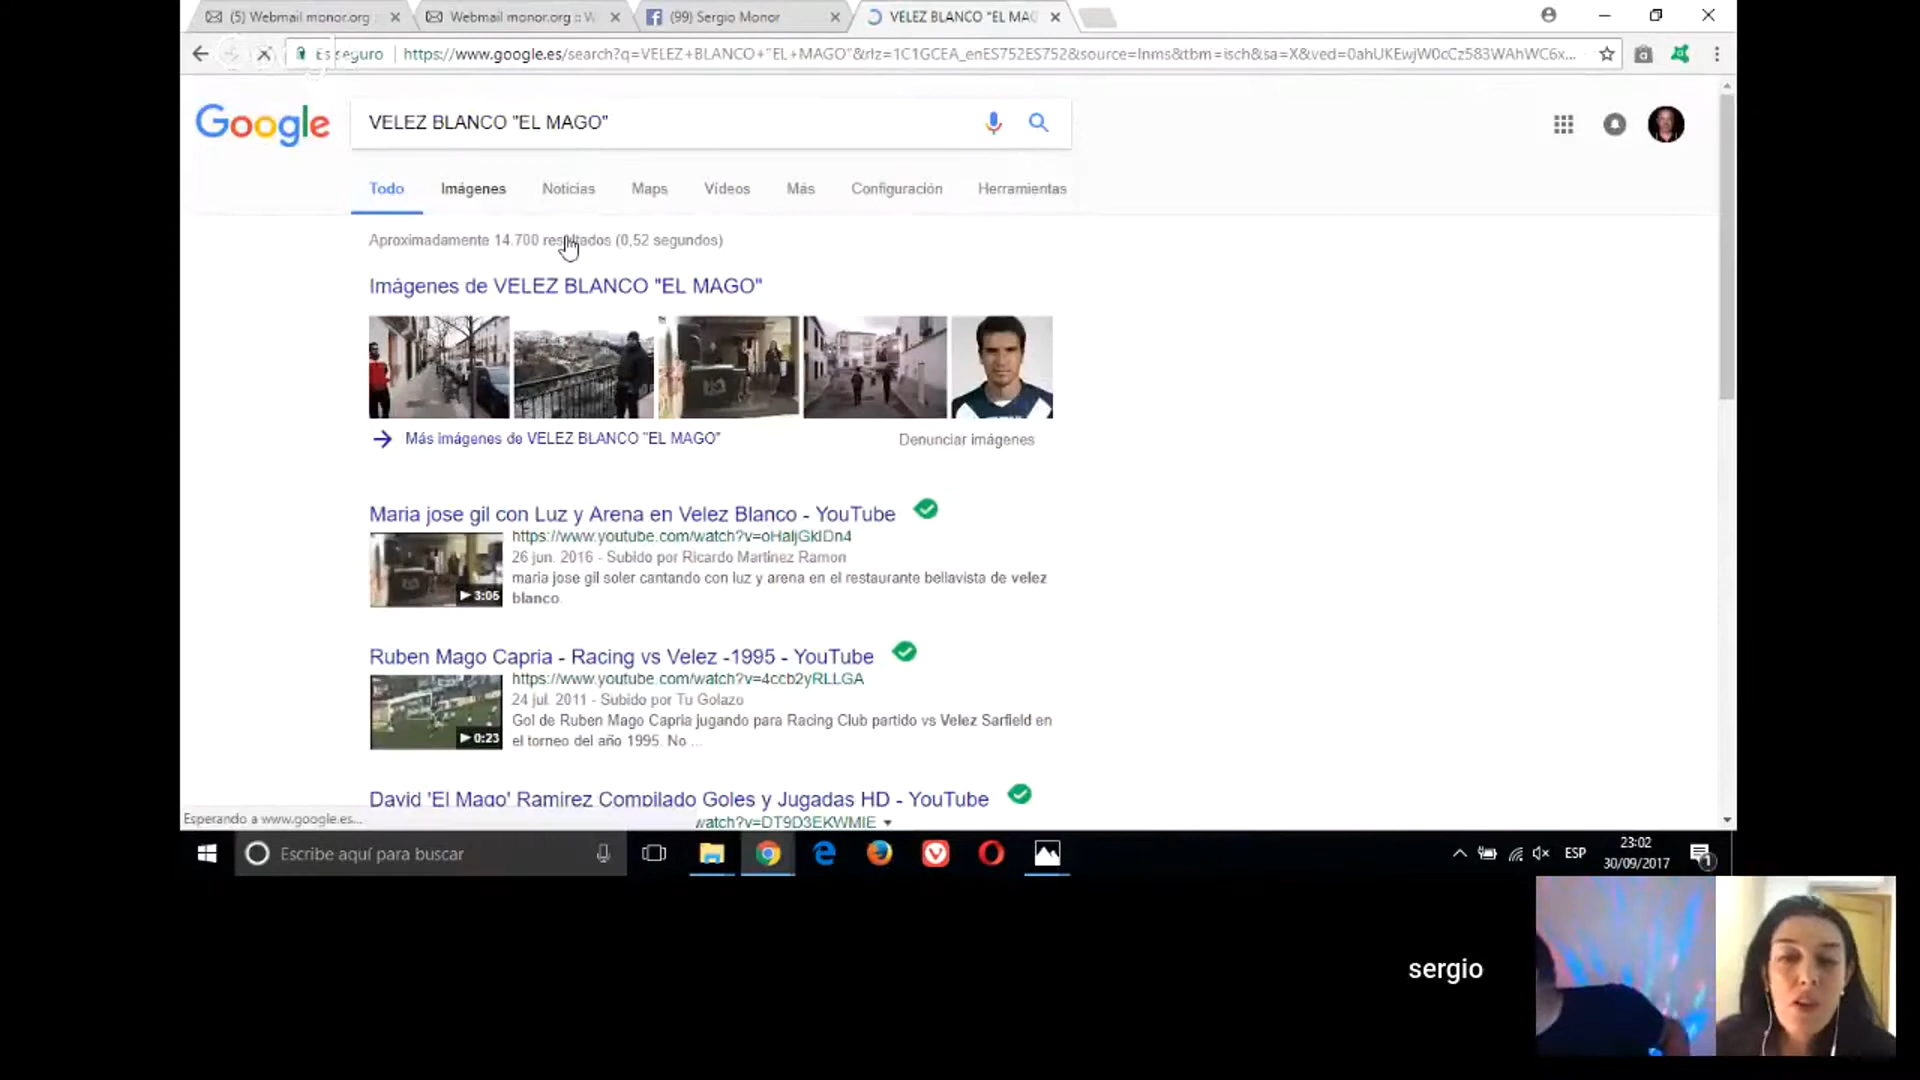 (5) Webmail monor.org ::
Webmail monor.org :: W
(99) Sergio Monor
VELEZ BLANCO "EL MAG
Es seguro
https://www.google.es/search?q=VELEZ+BLANCO+"EL+MAGO"&rlz=1C1GCEA_enES752ES752&source=lnms&tbm=isch&sa=X&ved=0ahUKEwjW0cCz583WAhWC6x...
Google
VELEZ BLANCO "EL MAGO"
Todo
Imágenes
Noticias
Maps
Vídeos
Más
Configuración
Herramientas
Aproximadamente 14.700 resultados (0,52 segundos)
Imágenes de VELEZ BLANCO "EL MAGO"
Más imágenes de VELEZ BLANCO "EL MAGO"
Denunciar imágenes
Maria jose gil con Luz y Arena en Velez Blanco - YouTube
https://www.youtube.com/watch?v=oHaljGkIDn4
26 jun. 2016 - Subido por Ricardo Martinez Ramon
maria jose gil soler cantando con luz y arena en el restaurante bellavista de velez
blanco.
3:05
Ruben Mago Capria - Racing vs Velez -1995 - YouTube
https://www.youtube.com/watch?v=4ccb2yRLLGA
24 jul. 2011 - Subido por Tu Golazo
Gol de Ruben Mago Capria jugando para Racing Club partido vs Velez Sarfield en
el torneo del año 1995. No ...
0:23
David 'El Mago' Ramirez Compilado Goles y Jugadas HD - YouTube
Esperando a www.google.es...
watch?v=DT9D3EKWMIE
Escribe aquí para buscar
ESP
23:02
30/09/2017
1
sergio